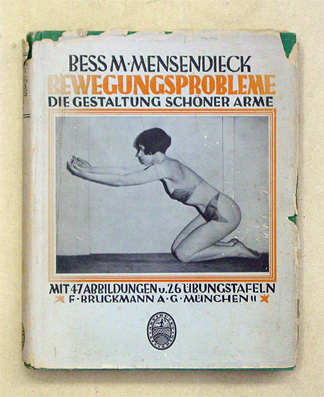 BESS M · MENSENDIECK
BEWEGUNGSPROBLEME
DIE GESTALTUNG SCHÖNER ARME
MIT 47 ABBILDUNGEN u. 26 ÜBUNGSTAFELN
F · BRUCKMANN A · G · MÜNCHEN